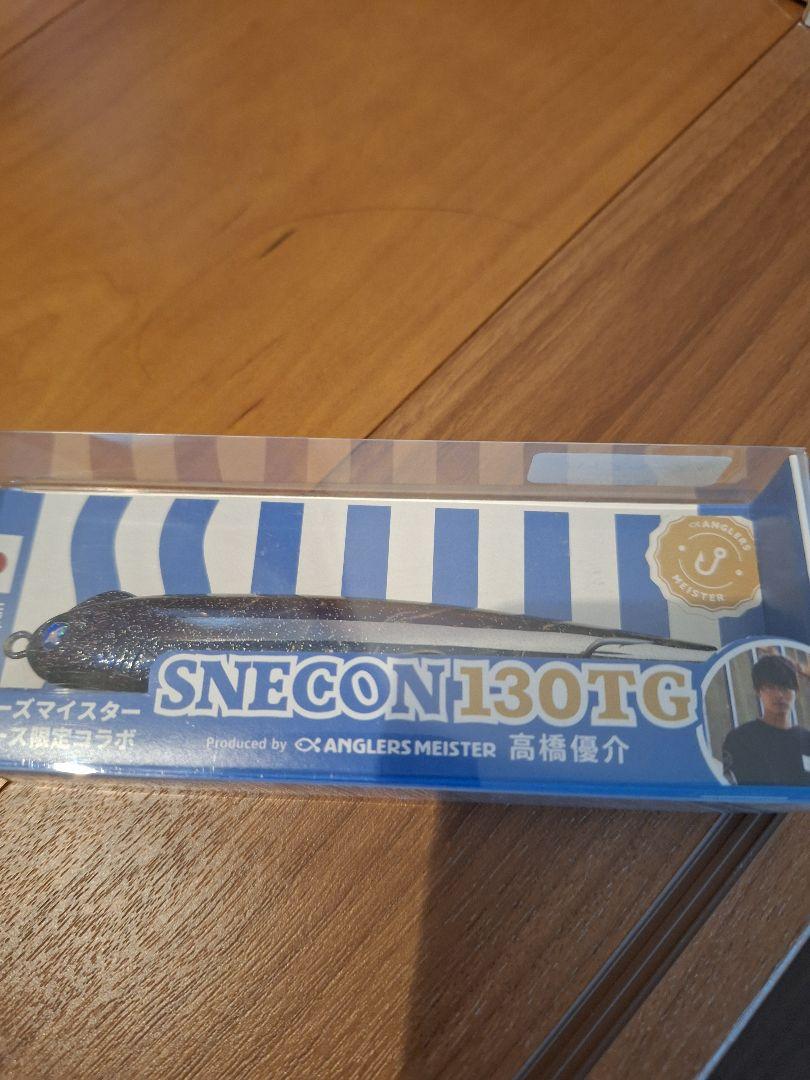 ANGLERS
MEISTER
SNECON 130TG
ーズマイスター
ース限定コラボ
Produced by ANGLERS MEISTER 高橋優介